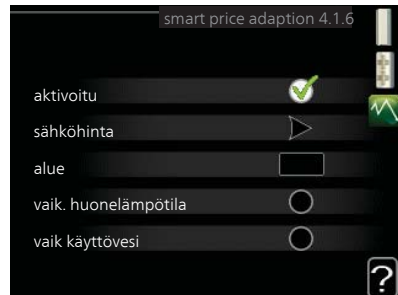 smart price adaption 4.1.6
aktivoitu
sähköhinta
alue
vaik. huonelämpötila
vaik käyttövesi
?